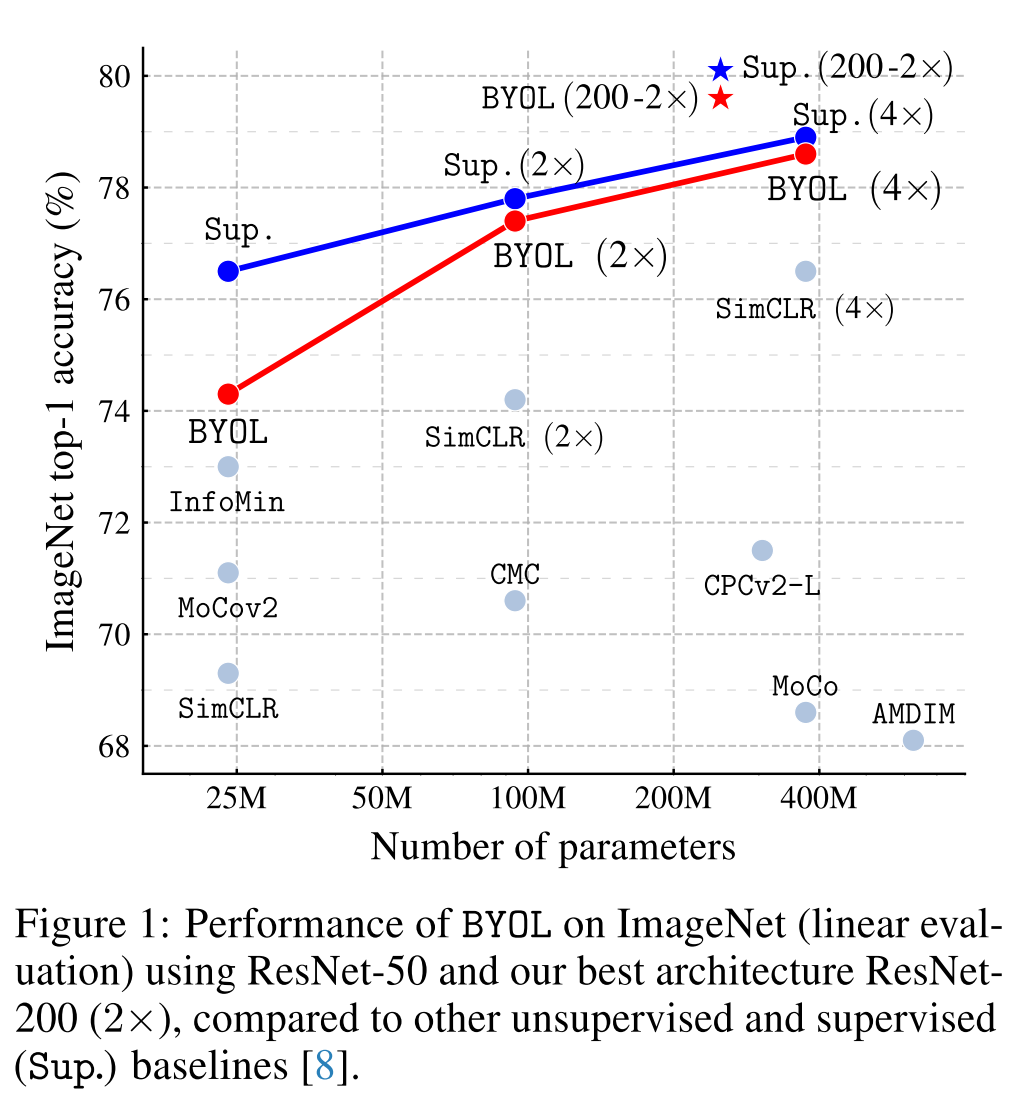 80
78
76
74
72
70
68
ImageNet top-1 accuracy (%)
Sup.(200-2×)
BYOL(200-2×)
Sup.(4×)
Sup.(2×)
BYOL (4×)
Sup.
BYOL (2×)
SimCLR (4×)
BYOL
SimCLR (2×)
InfoMin
CMC
CPCv2-L
MoCov2
MoCo
SimCLR
AMDIM
25M 50M 100M 200M 400M
Number of parameters
Figure 1: Performance of BYOL on ImageNet (linear eval-
uation) using ResNet-50 and our best architecture ResNet-
200 (2×), compared to other unsupervised and supervised
(Sup.) baselines [8].